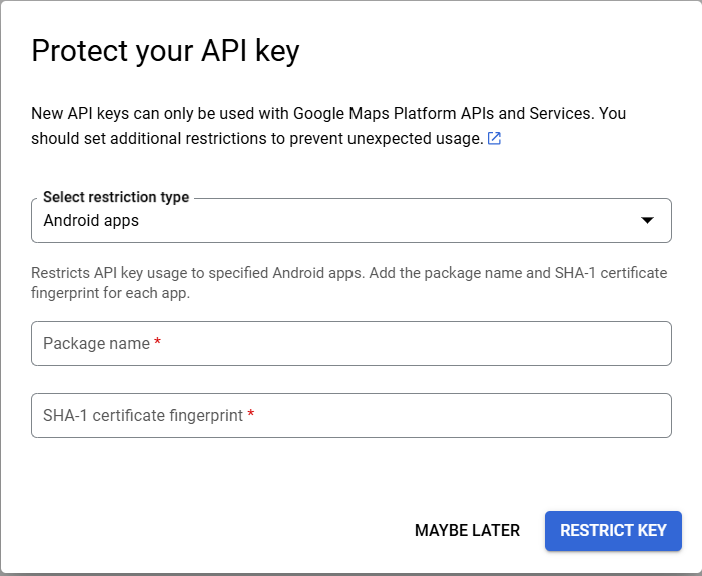 Protect your API key
New API keys can only be used with Google Maps Platform APIs and Services. You
should set additional restrictions to prevent unexpected usage.
Select restriction type
Android apps
Restricts API key usage to specified Android apps. Add the package name and SHA-1 certificate
fingerprint for each app.
Package name *
SHA-1 certificate fingerprint *
MAYBE LATER RESTRICT KEY